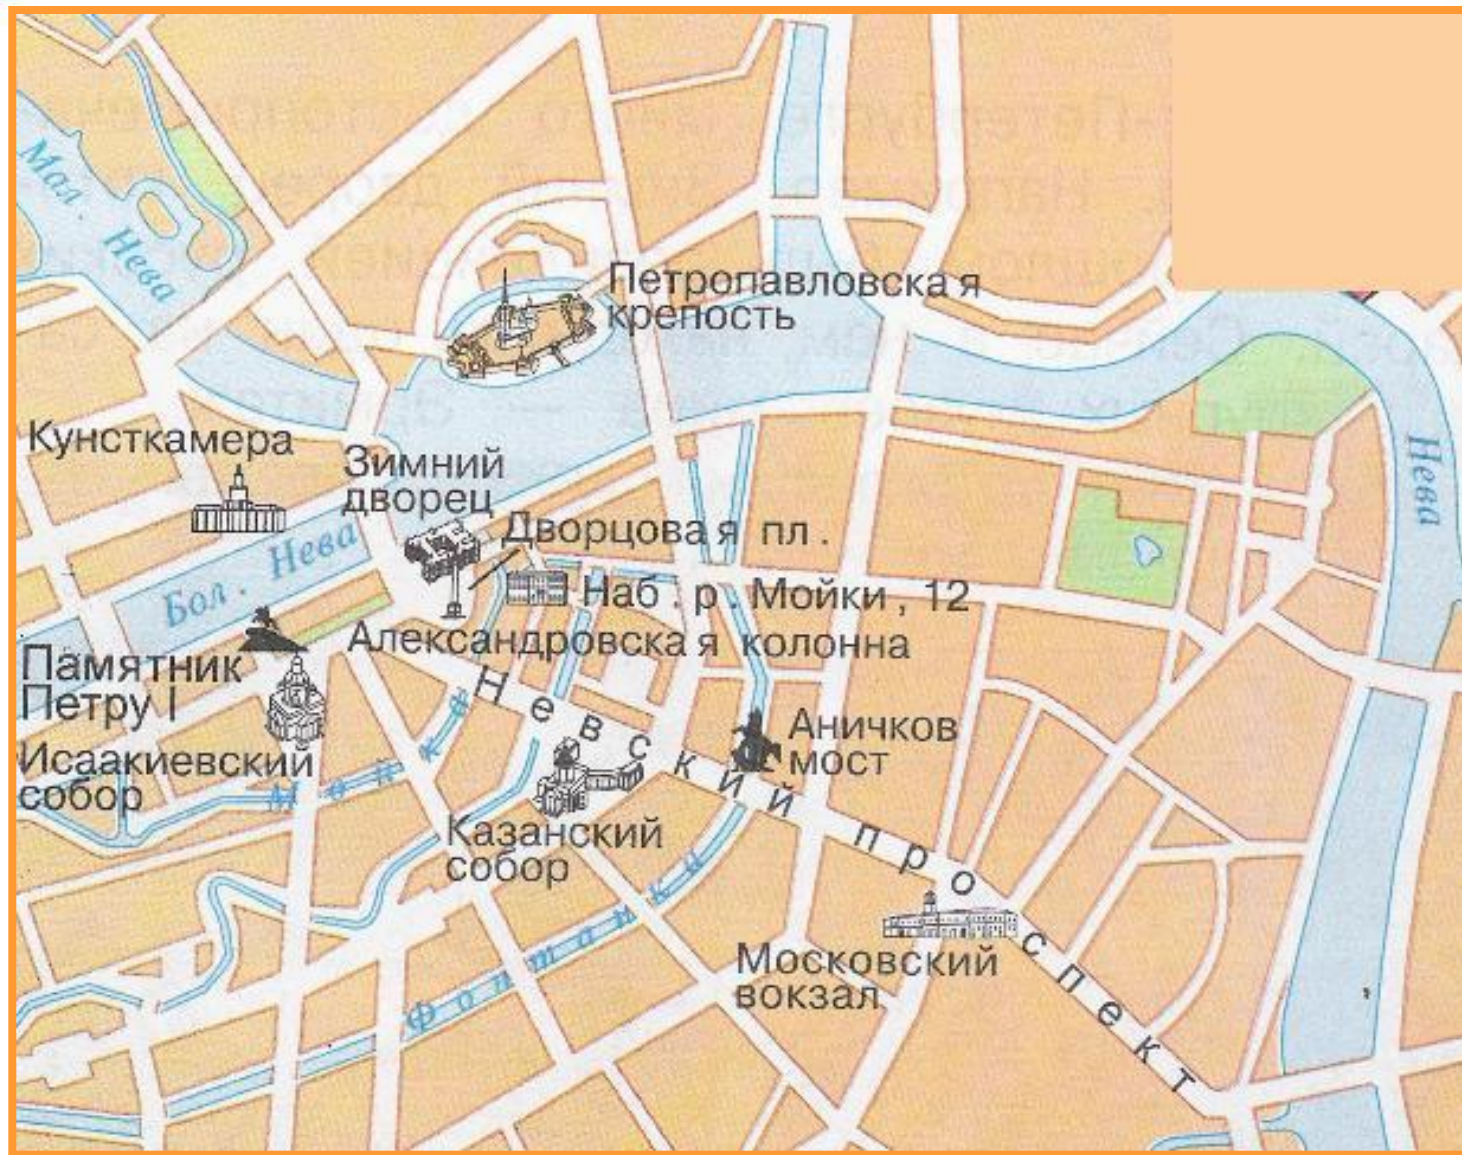 Мал. Нева
Петропавловская
крепость
Кунсткамера
Зимний
дворец
Нева
Дворцовая пл.
Бол. Нева
Наб. р. Мойки, 12
Александровская колонна
Памятник
Петру I
Невский проспект
Аничков
мост
Исаакиевский
собор
Мойка
Казанский
собор
Фонтанки
Московский
вокзал